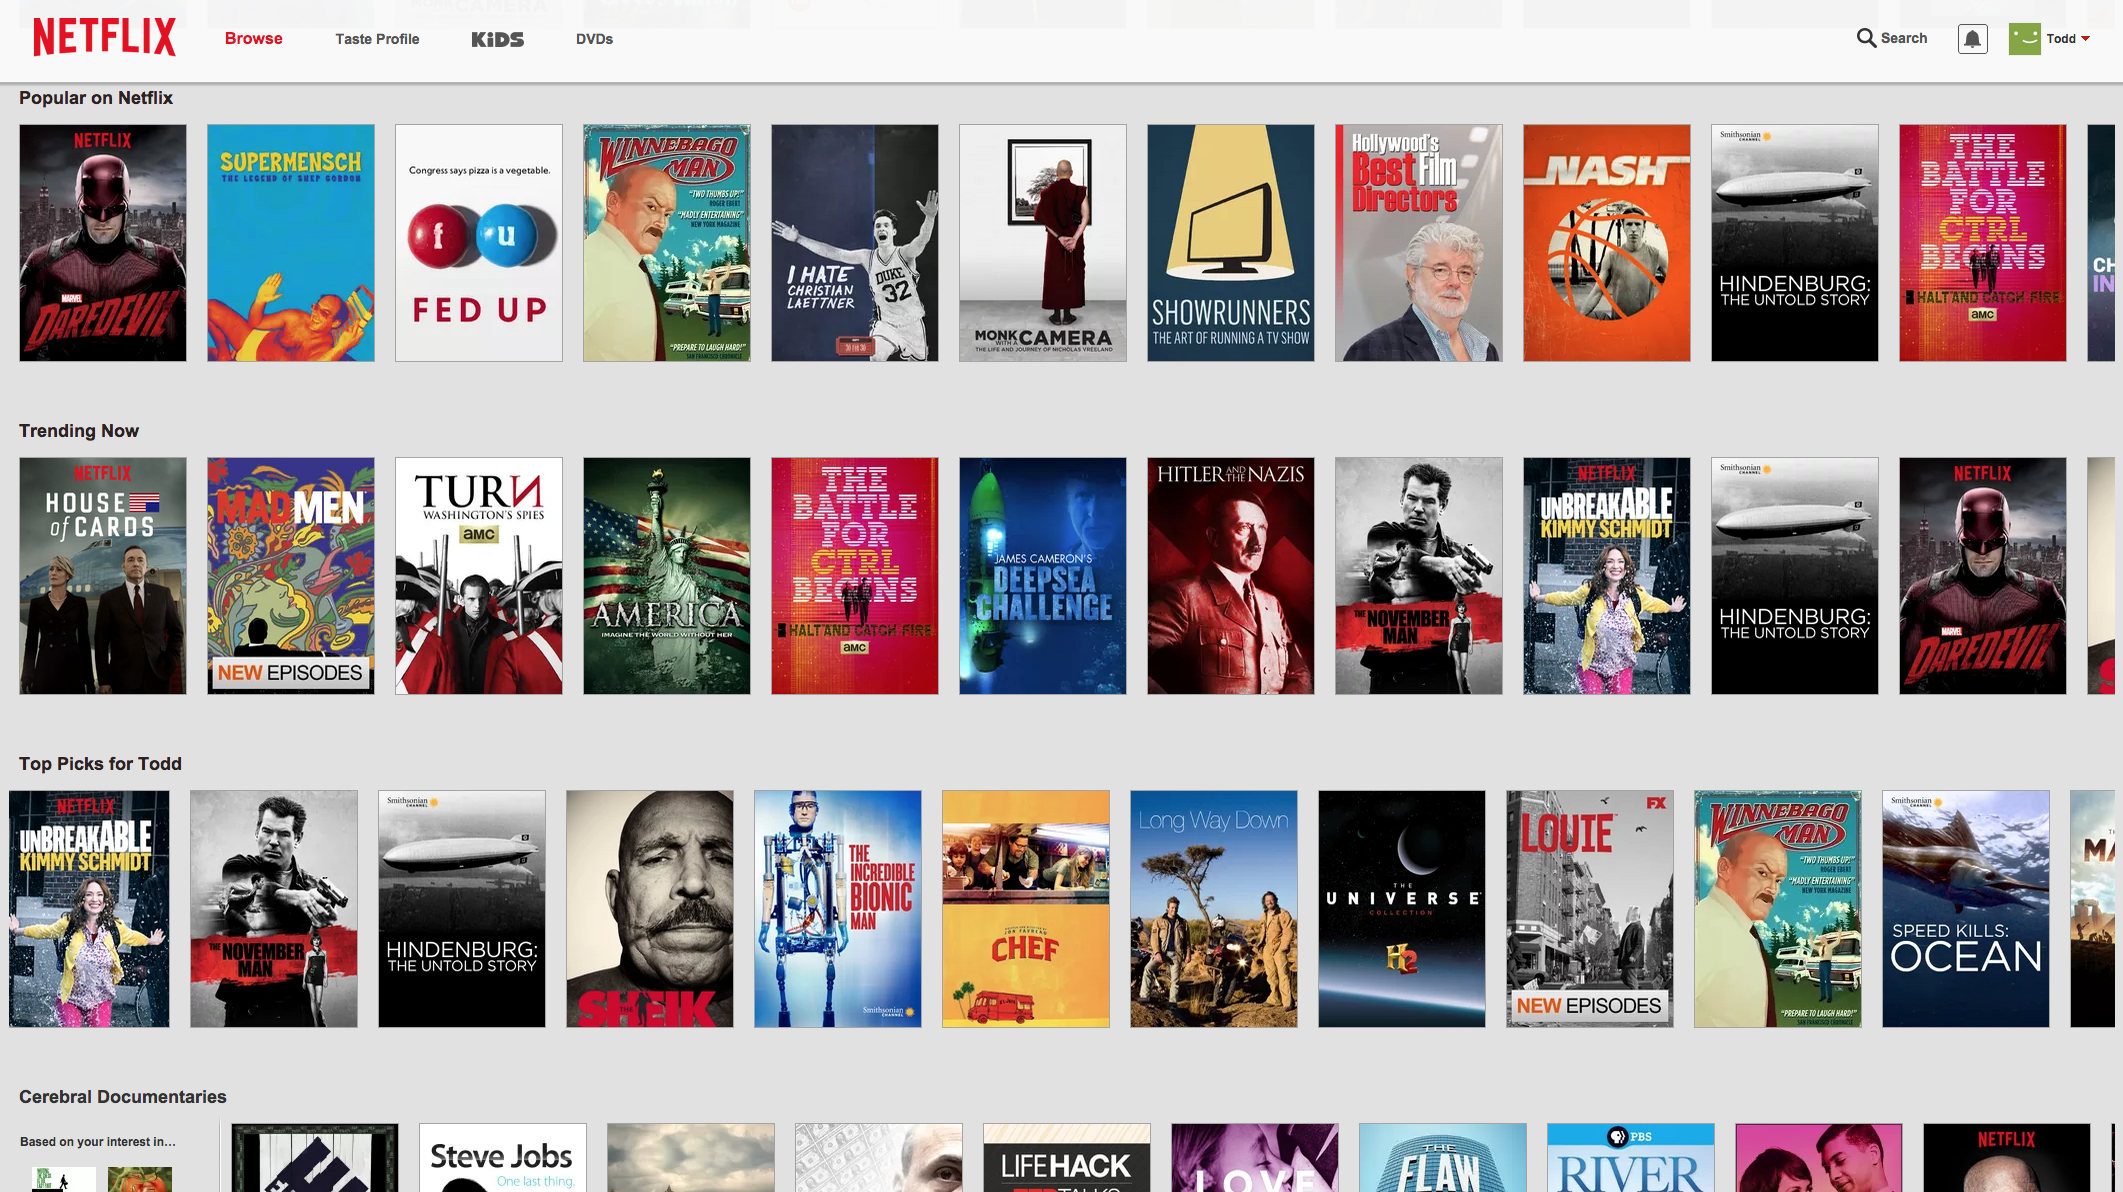 NETFLIX
Browse
Taste Profile
KiDS
DVDs
Search
Todd
Popular on Netflix
NETFLIX
MARVEL
DAREDEVIL
SUPERMENSCH
THE LEGEND OF SHEP GORDON
Congress says pizza is a vegetable.
f u
FED UP
WINNEBAGO
MAN
"TWO THUMBS UP!"
ROGER EBERT
"MADLY ENTERTAINING"
NEW YORK MAGAZINE
"PREPARE TO LAUGH HARD!"
SAN FRANCISCO CHRONICLE
I HATE
CHRISTIAN
LAETTNER
DUKE
32
MONK WITH A CAMERA
THE LIFE AND JOURNEY OF NICHOLAS VREELAND
SHOWRUNNERS
THE ART OF RUNNING A TV SHOW
Hollywood's
Best Film
Directors
NASH
Smithsonian
CHANNEL
HINDENBURG:
THE UNTOLD STORY
THE
BATTLE
FOR
CTRL
BEGINS
HALT AND CATCH FIRE
amc
CH
IN
Trending Now
NETFLIX
HOUSE
of CARDS
MAD MEN
NEW EPISODES
TURN
WASHINGTON'S SPIES
amc
AMERICA
IMAGINE THE WORLD WITHOUT HER
THE
BATTLE
FOR
CTRL
BEGINS
HALT AND CATCH FIRE
amc
JAMES CAMERON'S
DEEPSEA
CHALLENGE
HITLER AND THE NAZIS
THE NOVEMBER
MAN
NETFLIX
UNBREAKABLE
KIMMY SCHMIDT
Smithsonian
CHANNEL
HINDENBURG:
THE UNTOLD STORY
NETFLIX
MARVEL
DAREDEVIL
Top Picks for Todd
NETFLIX
UNBREAKABLE
KIMMY SCHMIDT
THE NOVEMBER
MAN
Smithsonian
CHANNEL
HINDENBURG:
THE UNTOLD STORY
THE SHEIK
THE
INCREDIBLE
BIONIC
MAN
Smithsonian
CHANNEL
CHEF
Long Way Down
THE
UNIVERSE
COLLECTION
H2
FX
LOUIE
NEW EPISODES
WINNEBAGO
MAN
"TWO THUMBS UP!"
ROGER EBERT
"MADLY ENTERTAINING"
NEW YORK MAGAZINE
"PREPARE TO LAUGH HARD!"
SAN FRANCISCO CHRONICLE
Smithsonian
CHANNEL
SPEED KILLS:
OCEAN
MA
Cerebral Documentaries
Based on your interest in...
Steve Jobs
One last thing.
LIFEHACK
LOVE
THE
FLAW
PBS
RIVER
NETFLIX